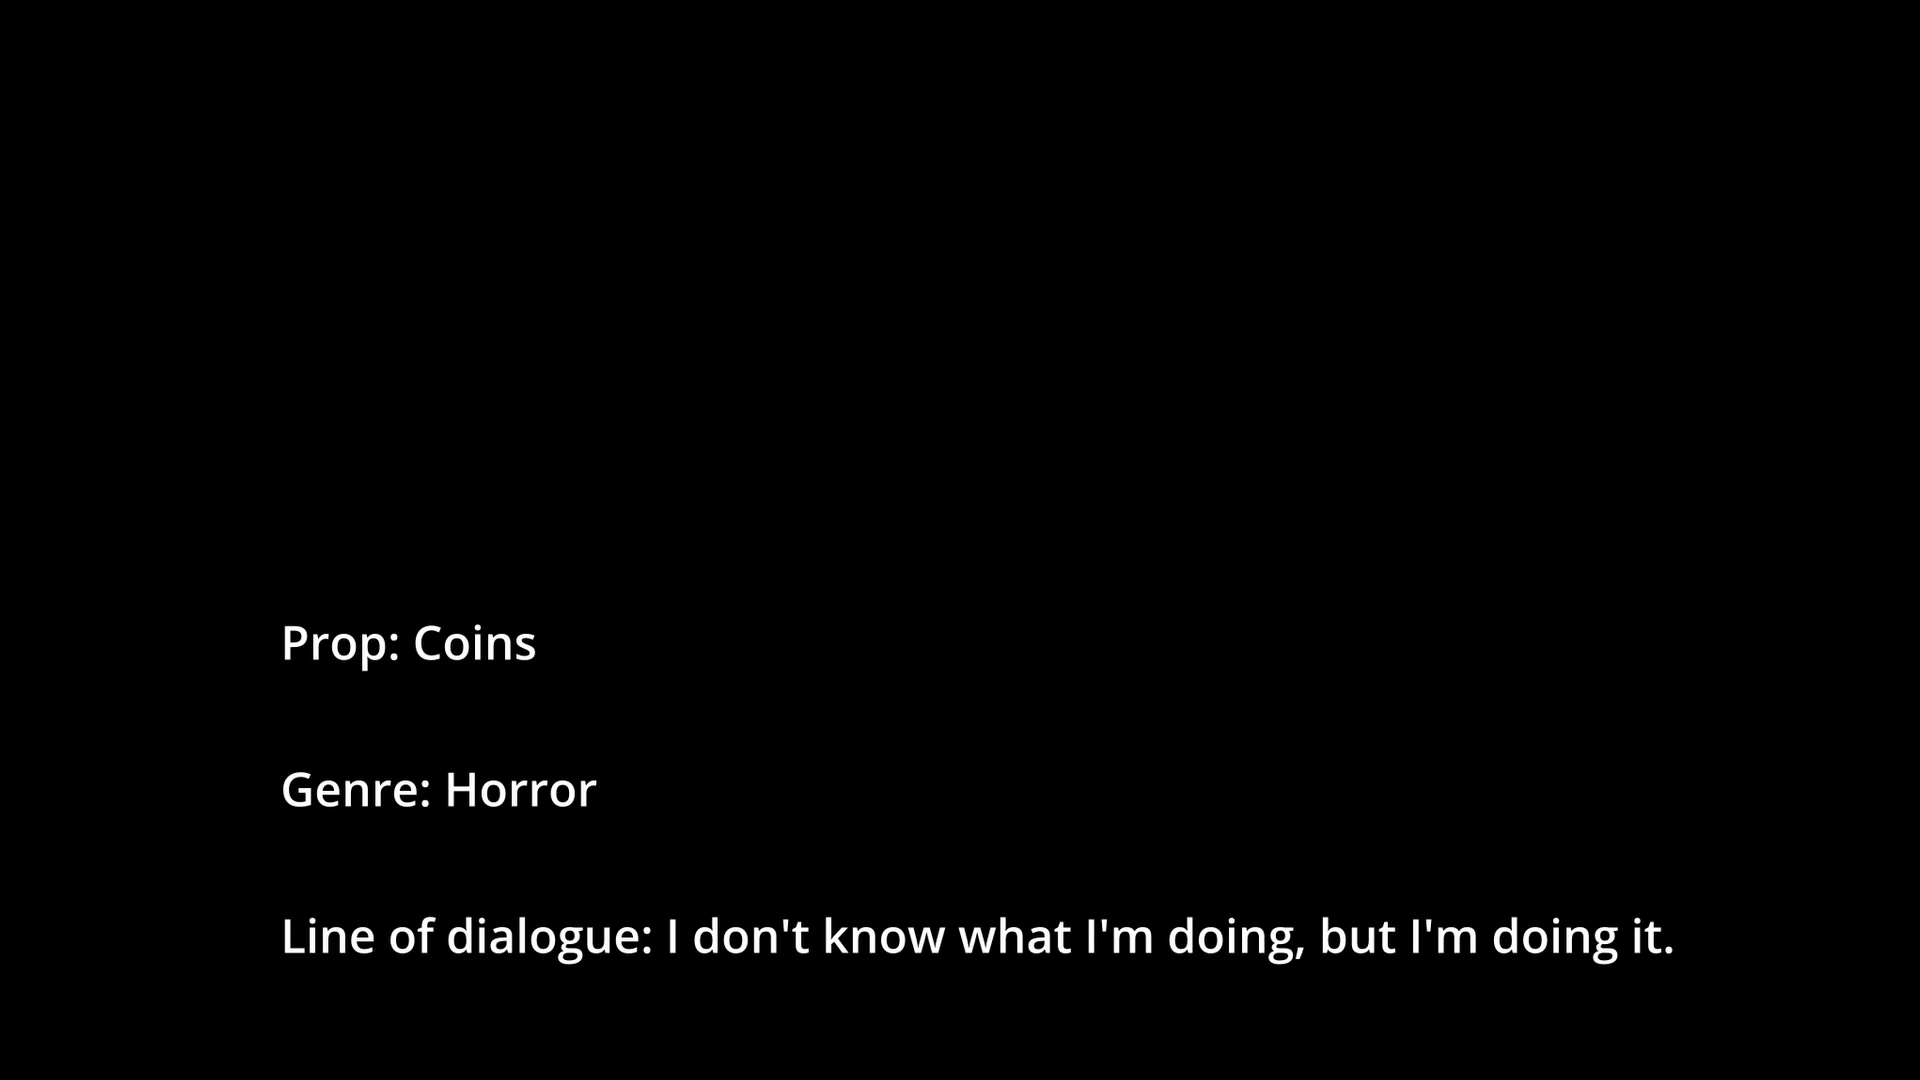 Prop: Coins
Genre: Horror
Line of dialogue: I don't know what I'm doing, but I'm doing it.